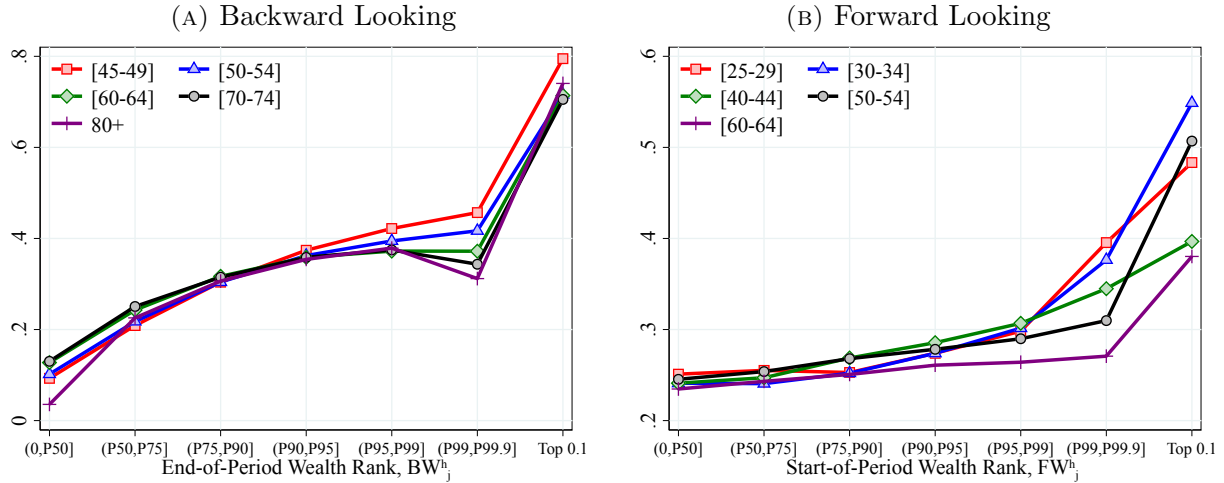 (A) Backward Looking
.8
.6
.4
.2
0
[45-49]
[50-54]
[60-64]
[70-74]
80+
(0,P50]
(P50,P75]
(P75,P90]
(P90,P95]
(P95,P99]
(P99,P99.9]
Top 0.1
End-of-Period Wealth Rank, BW^h_j
(B) Forward Looking
.6
.5
.4
.3
.2
[25-29]
[30-34]
[40-44]
[50-54]
[60-64]
(0,P50]
(P50,P75]
(P75,P90]
(P90,P95]
(P95,P99]
(P99,P99.9]
Top 0.1
Start-of-Period Wealth Rank, FW^h_j